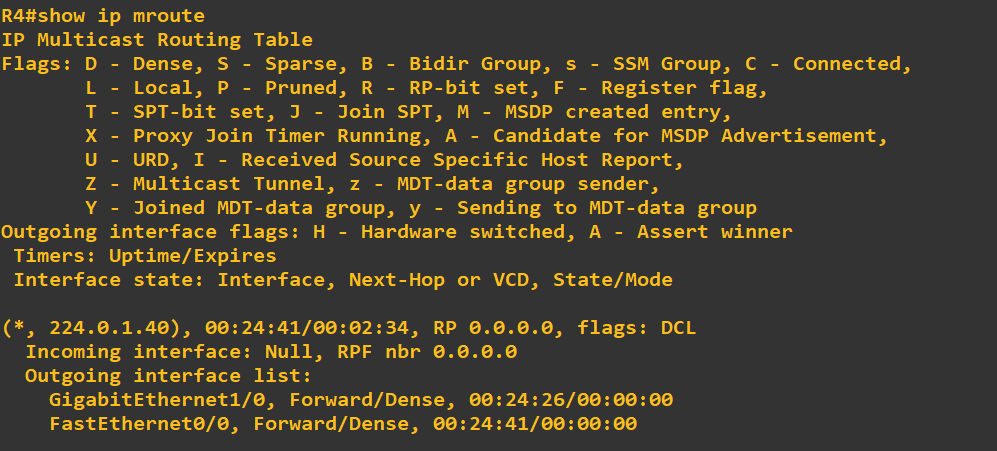 R4#show ip mroute
IP Multicast Routing Table
Flags: D - Dense, S - Sparse, B - Bidir Group, s - SSM Group, C - Connected,
       L - Local, P - Pruned, R - RP-bit set, F - Register flag,
       T - SPT-bit set, J - Join SPT, M - MSDP created entry,
       X - Proxy Join Timer Running, A - Candidate for MSDP Advertisement,
       U - URD, I - Received Source Specific Host Report,
       Z - Multicast Tunnel, z - MDT-data group sender,
       Y - Joined MDT-data group, y - Sending to MDT-data group
Outgoing interface flags: H - Hardware switched, A - Assert winner
 Timers: Uptime/Expires
 Interface state: Interface, Next-Hop or VCD, State/Mode

(*, 224.0.1.40), 00:24:41/00:02:34, RP 0.0.0.0, flags: DCL
  Incoming interface: Null, RPF nbr 0.0.0.0
  Outgoing interface list:
    GigabitEthernet1/0, Forward/Dense, 00:24:26/00:00:00
    FastEthernet0/0, Forward/Dense, 00:24:41/00:00:00